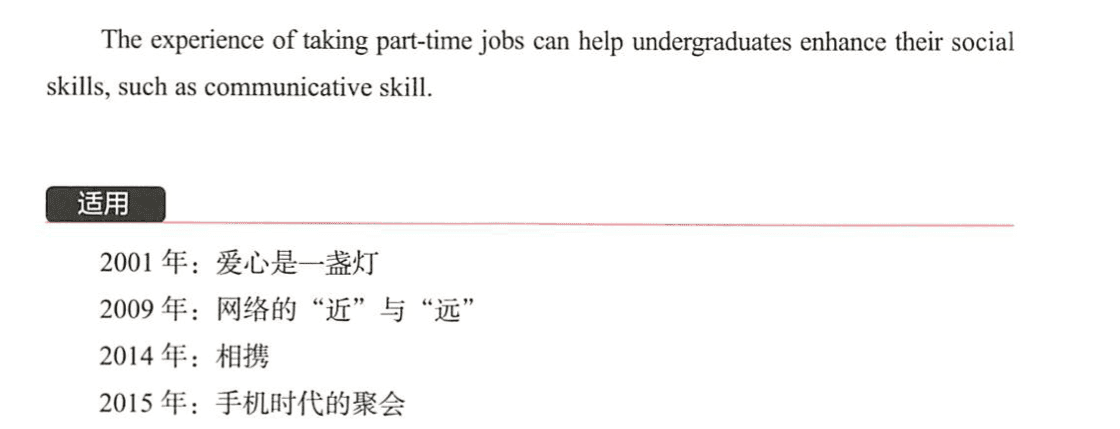 The experience of taking part-time jobs can help undergraduates enhance their social
skills, such as communicative skill.
适用
2001 年：爱心是一盏灯
2009 年：网络的“近”与“远”
2014 年：相携
2015 年：手机时代的聚会